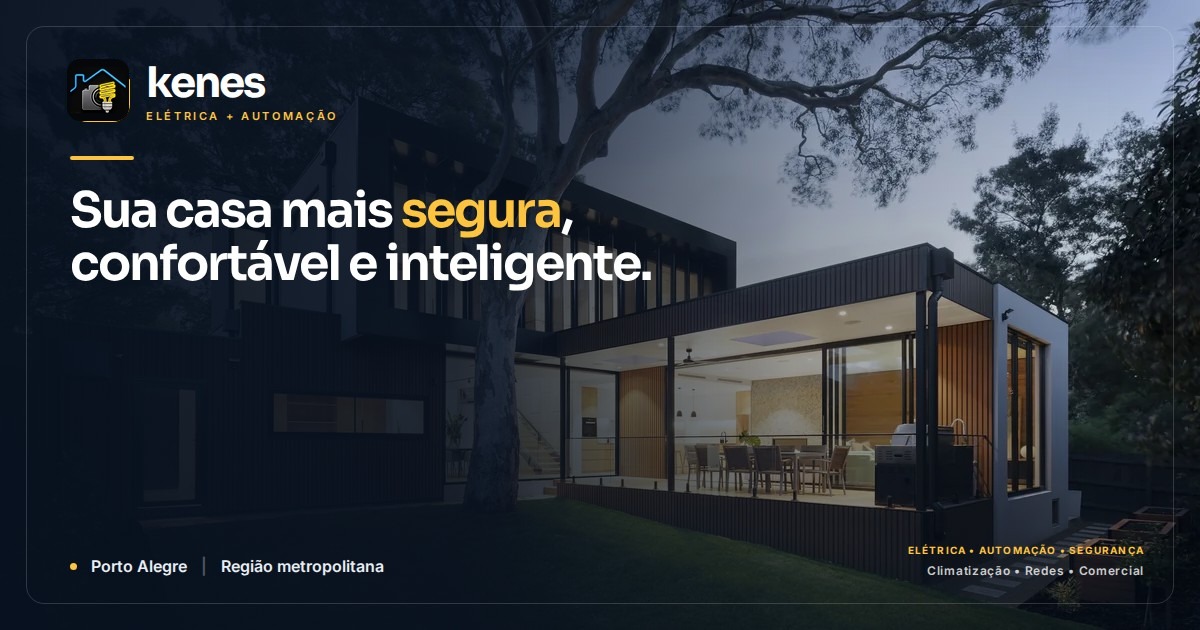 kenes
ELÉTRICA + AUTOMAÇÃO
Sua casa mais segura,
confortável e inteligente.
Porto Alegre | Região metropolitana
ELÉTRICA • AUTOMAÇÃO • SEGURANÇA
Climatização • Redes • Comercial